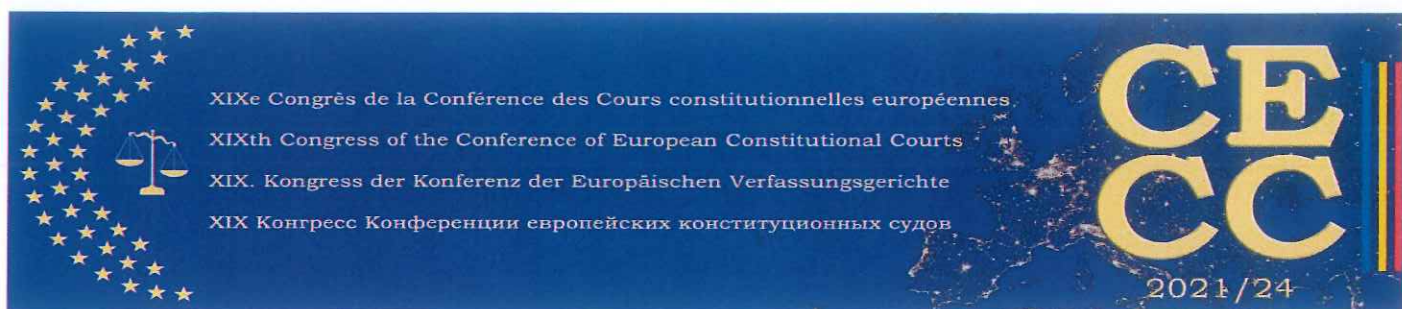 XIXe Congrès de la Conférence des Cours constitutionnelles européennes
XIXth Congress of the Conference of European Constitutional Courts
XIX. Kongress der Konferenz der Europäischen Verfassungsgerichte
XIX Конгресс Конференции европейских конституционных судов
CE
CC
2021/24